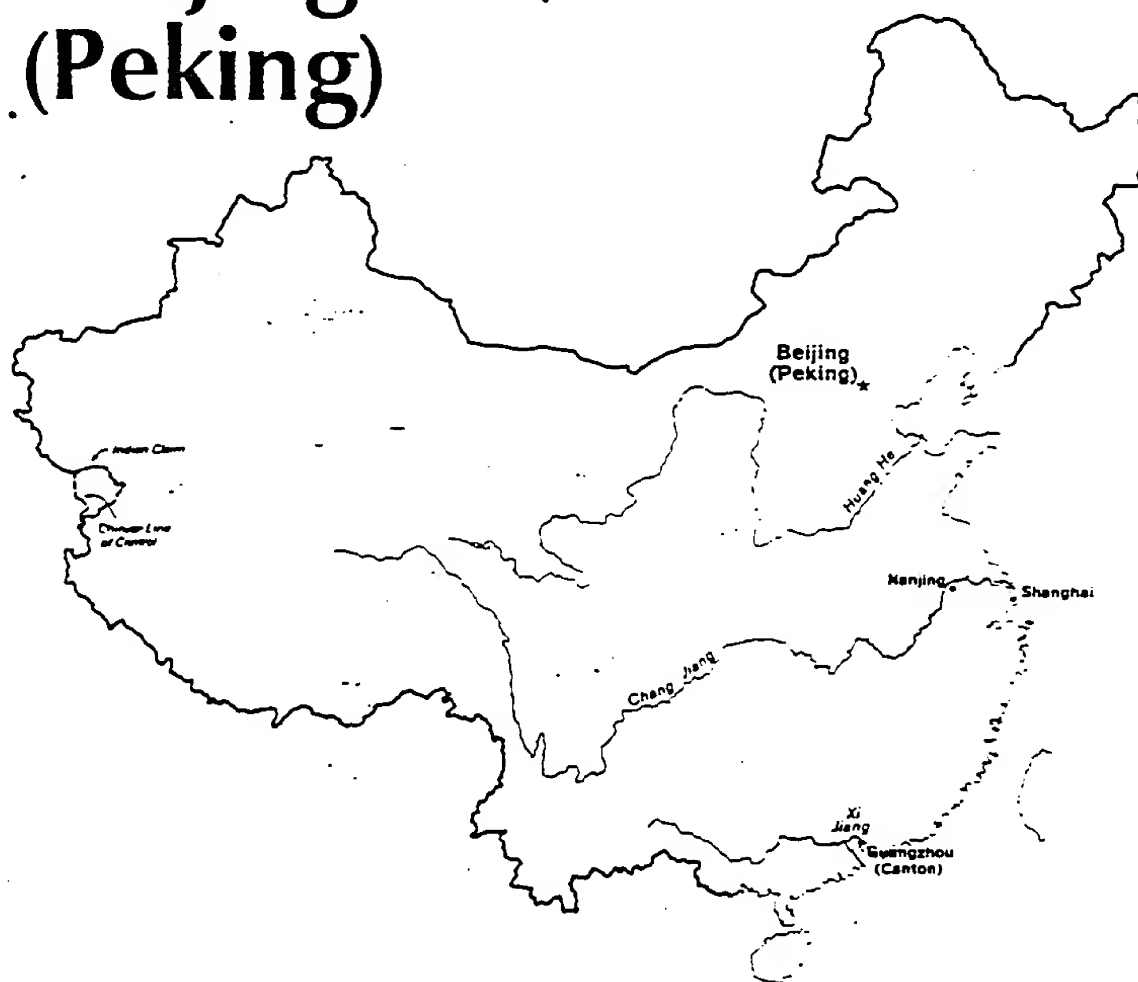 (Peking)
Beijing
(Peking)
Indian Claim
Chinese Line
of Control
Huang He
Nanjing
Shanghai
Chang Jiang
Xi
Jiang
Guangzhou
(Canton)